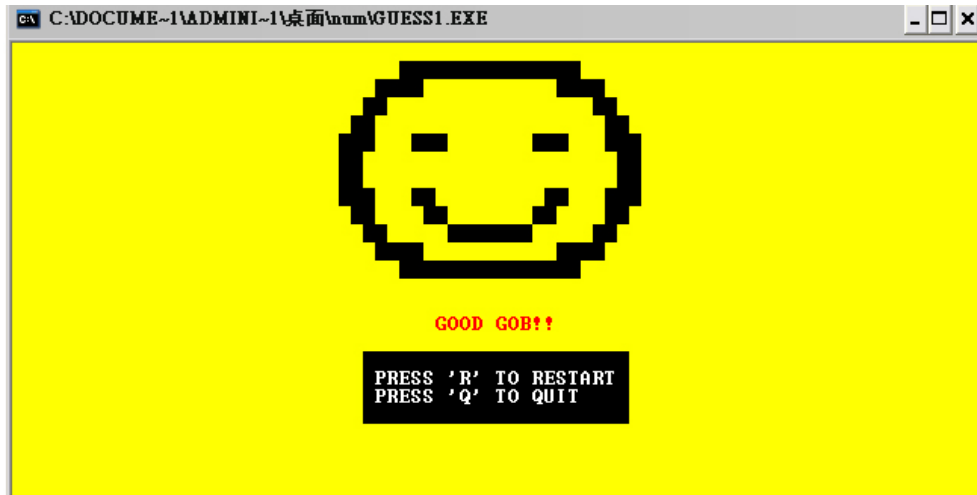 C:\DOCUME~1\ADMINI~1\桌面\num\GUESS1.EXE
GOOD GOB!!
PRESS 'R' TO RESTART
PRESS 'Q' TO QUIT